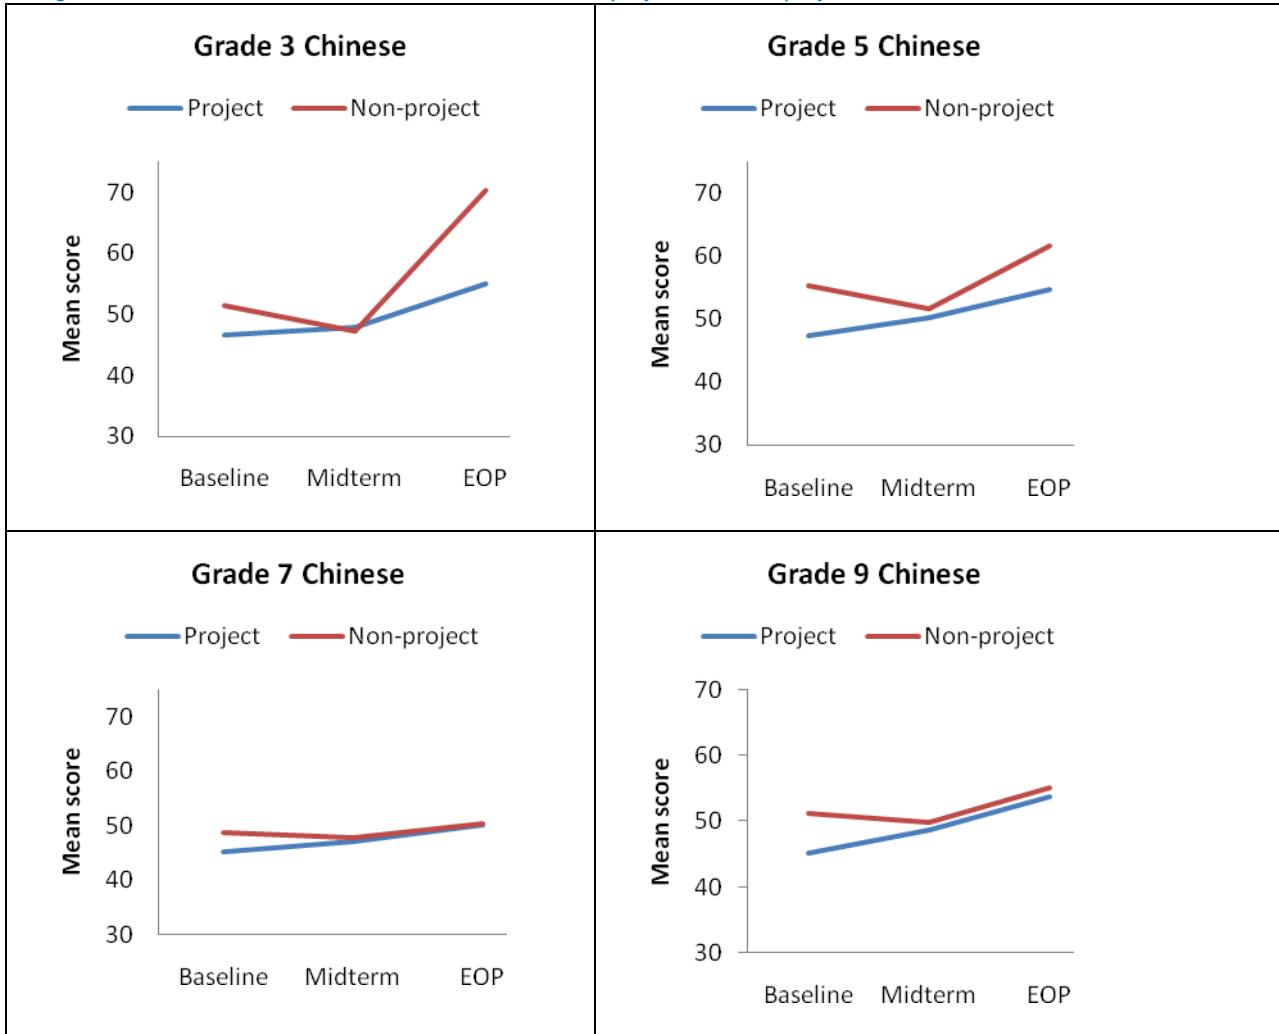 Grade 3 Chinese
Project Non-project
70
60
50
40
30
Mean score
Baseline Midterm EOP
Grade 5 Chinese
Project Non-project
70
60
50
40
30
Mean score
Baseline Midterm EOP
Grade 7 Chinese
Project Non-project
70
60
50
40
30
Mean score
Baseline Midterm EOP
Grade 9 Chinese
Project Non-project
70
60
50
40
30
Mean score
Baseline Midterm EOP